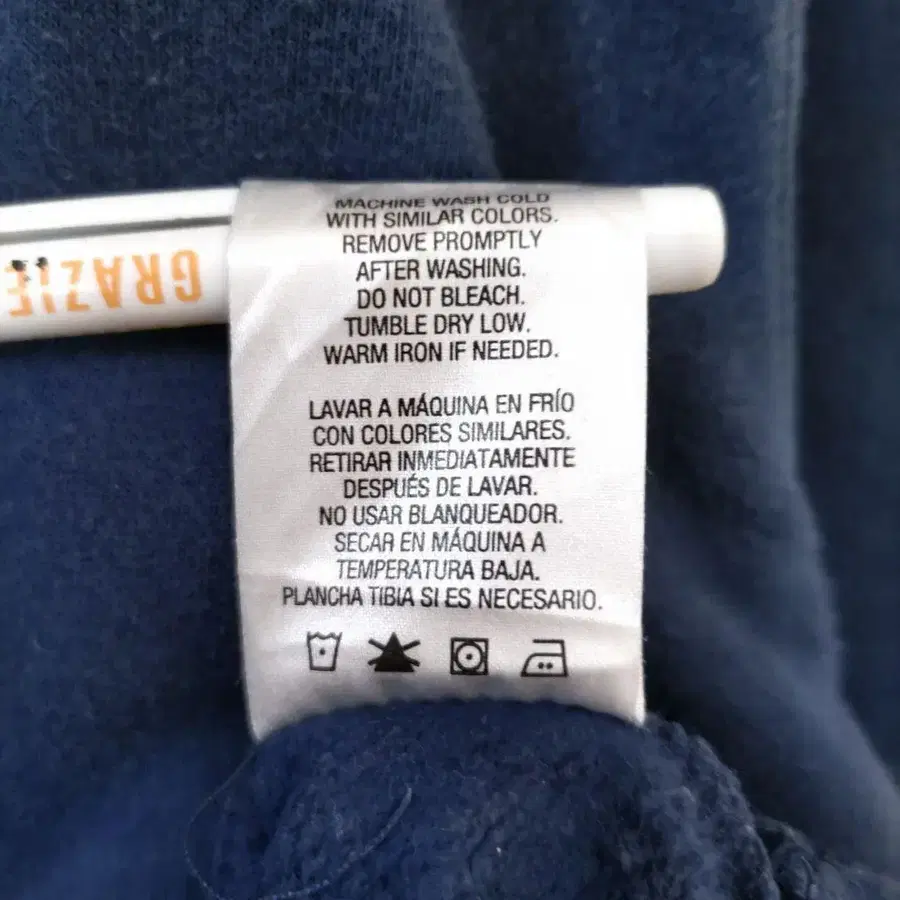 MACHINE WASH COLD
WITH SIMILAR COLORS.
REMOVE PROMPTLY
AFTER WASHING.
DO NOT BLEACH.
TUMBLE DRY LOW.
WARM IRON IF NEEDED.
LAVAR A MÁQUINA EN FRÍO
CON COLORES SIMILARES.
RETIRAR INMEDIATAMENTE
DESPUÉS DE LAVAR.
NO USAR BLANQUEADOR.
SECAR EN MÁQUINA A
TEMPERATURA BAJA.
PLANCHA TIBIA SI ES NECESARIO.
GRAZIE